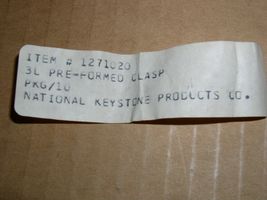 ITEM # 1271020
3L PRE-FORMED CLASP
PKG/10
NATIONAL KEYSTONE PRODUCTS CO.